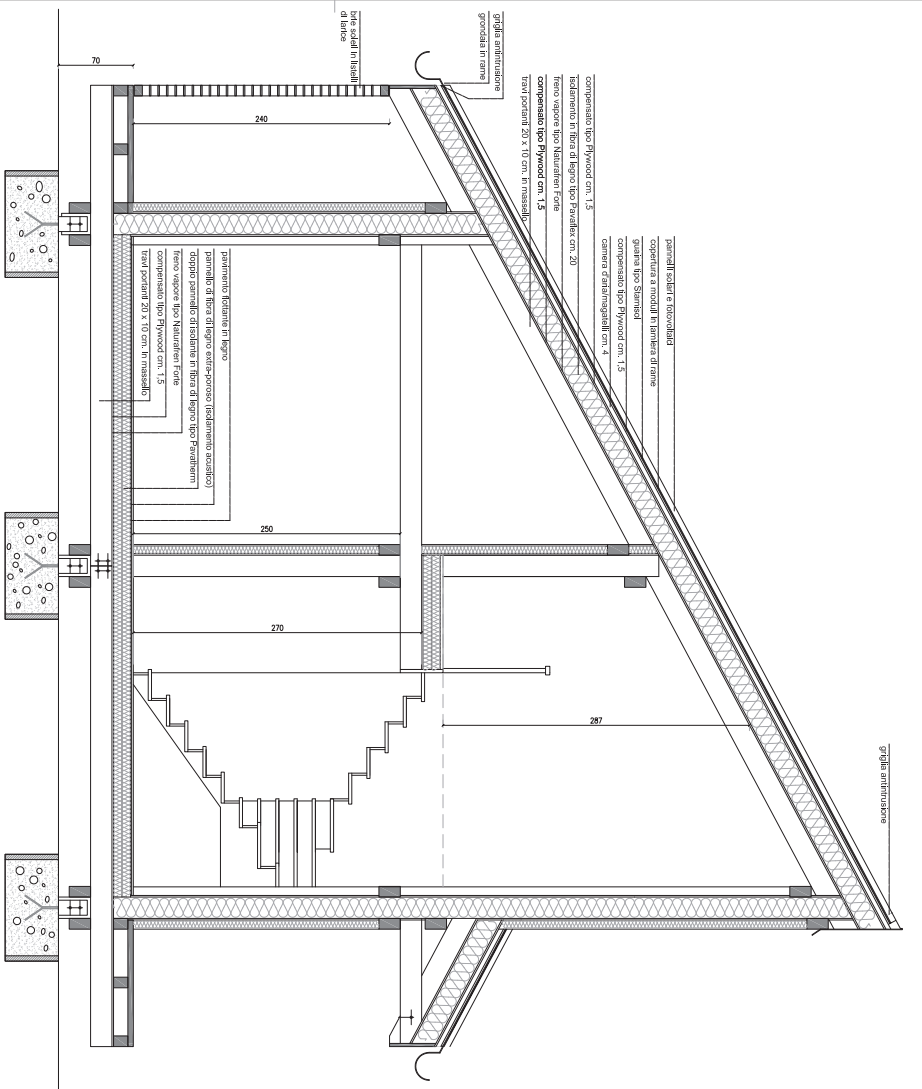 griglia antintrusione
pannelli solari e fotovoltaici
copertura a moduli in lamiera di rame
guaina tipo Stamisol
compensato tipo Plywood cm. 1,5
camera d'aria/magatelli cm. 4
compensato tipo Plywood cm. 1,5
isolamento in fibra di legno tipo Pavaflex cm. 20
freno vapore tipo Naturafren Forte
compensato tipo Plywood cm. 1,5
travi portanti 20 x 10 cm. in massello
griglia antintrusione
grondaia in rame
brie soleil in listelli
di larice
287
270
250
240
70
pavimento flottante in legno
pannello di fibra di legno extra-poroso (isolamento acustico)
doppio pannello di isolante in fibra di legno tipo Pavatherm
freno vapore tipo Naturafren Forte
compensato tipo Plywood cm. 1,5
travi portanti 20 x 10 cm. in massello